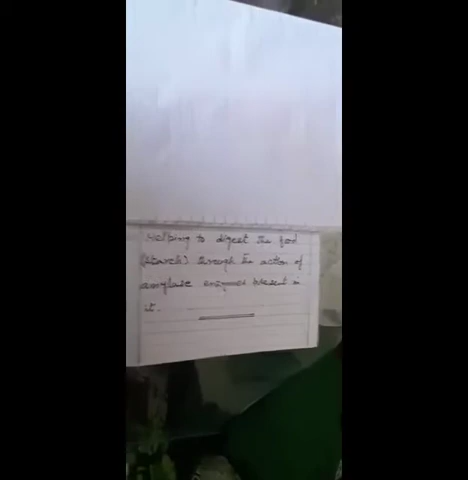 Helping to digest the food
(starch) through the action of
amylase enzymes present in
it.